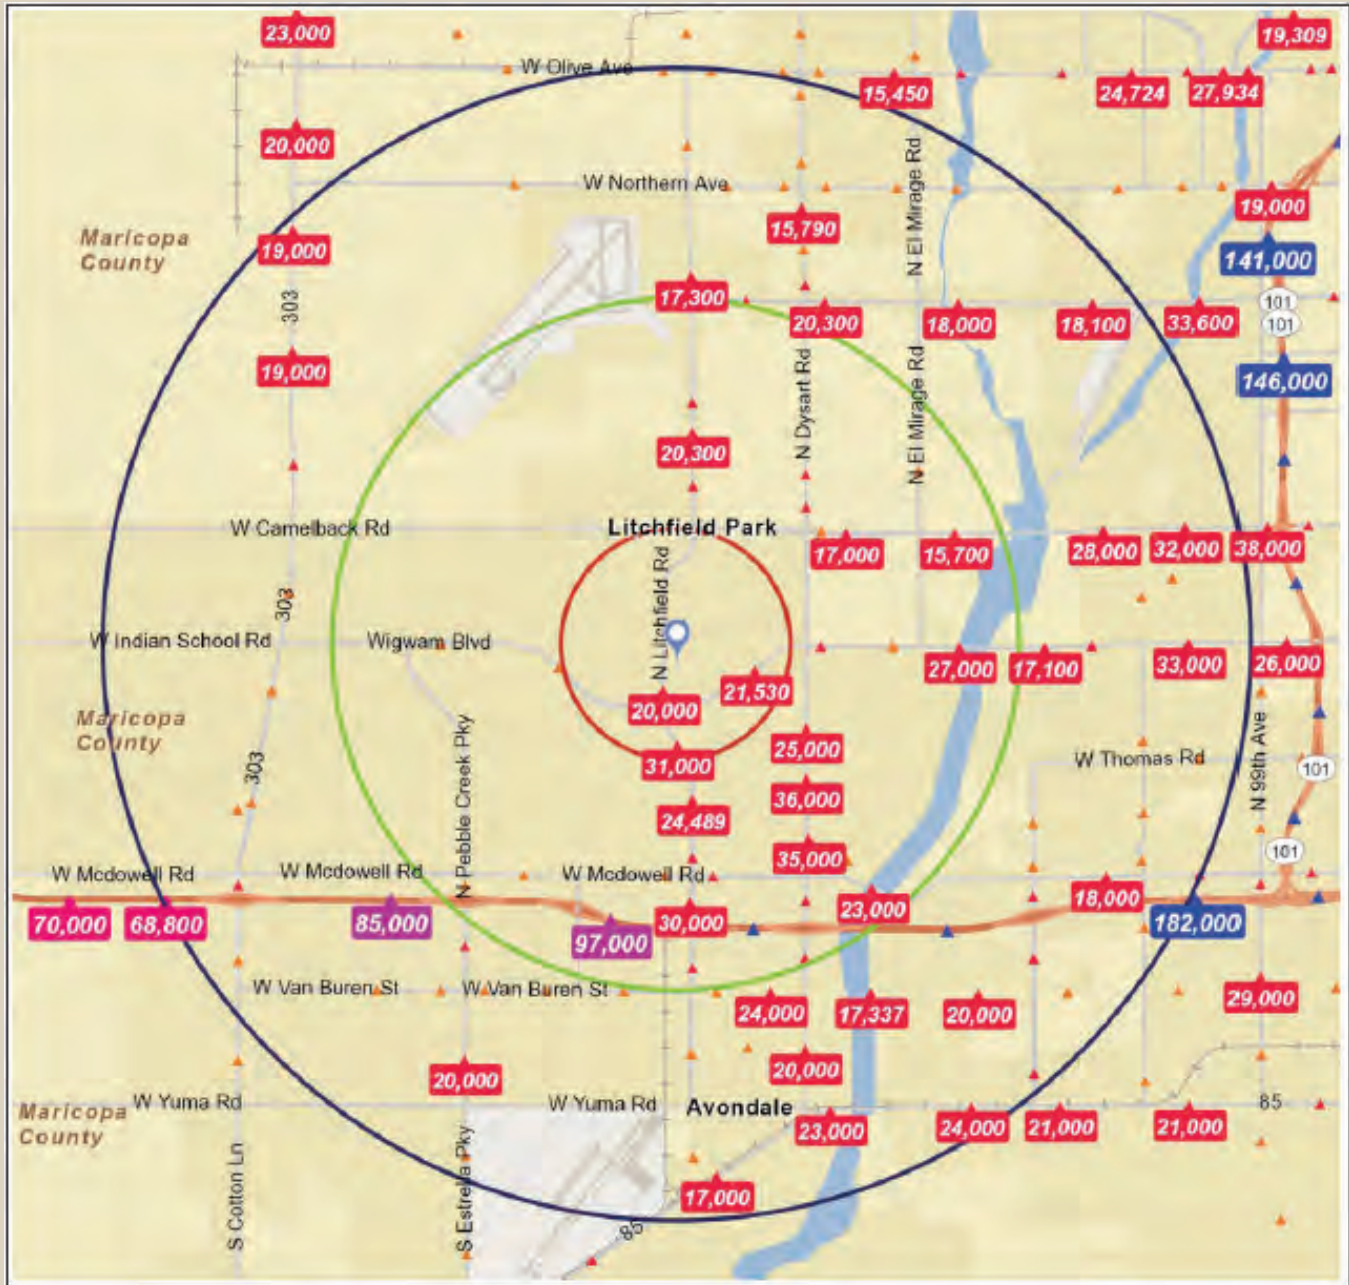 23,000
19,309
W Olive Ave
15,450
24,724
27,934
20,000
N El Mirage Rd
W Northern Ave
19,000
15,790
Maricopa
County
19,000
141,000
303
17,300
101
20,300
18,000
18,100
33,600
101
19,000
N Dysart Rd
N El Mirage Rd
146,000
20,300
W Camelback Rd
Litchfield Park
17,000
15,700
28,000
32,000
38,000
303
N Litchfield Rd
W Indian School Rd
Wigwam Blvd
27,000
17,100
33,000
26,000
21,530
20,000
Maricopa
County
25,000
31,000
W Thomas Rd
N 99th Ave
303
N Pebble Creek Pky
101
36,000
24,489
35,000
101
W Mcdowell Rd
W Mcdowell Rd
W Mcdowell Rd
18,000
70,000
68,800
85,000
97,000
30,000
23,000
182,000
W Van Buren St
W Van Buren St
29,000
24,000
17,337
20,000
20,000
20,000
Maricopa
County
W Yuma Rd
W Yuma Rd
Avondale
85
23,000
24,000
21,000
21,000
S Cotton Ln
S Estrella Pky
17,000
85